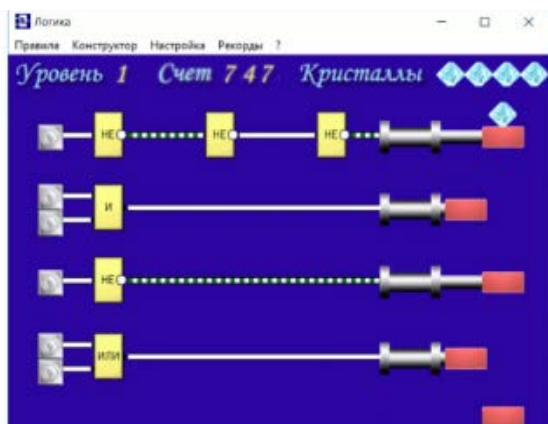 Логика
Правила Конструктор Настройка Рекорды ?
Уровень 1 Счет 747 Кристаллы
НЕ НЕ НЕ
И
НЕ
ИЛИ